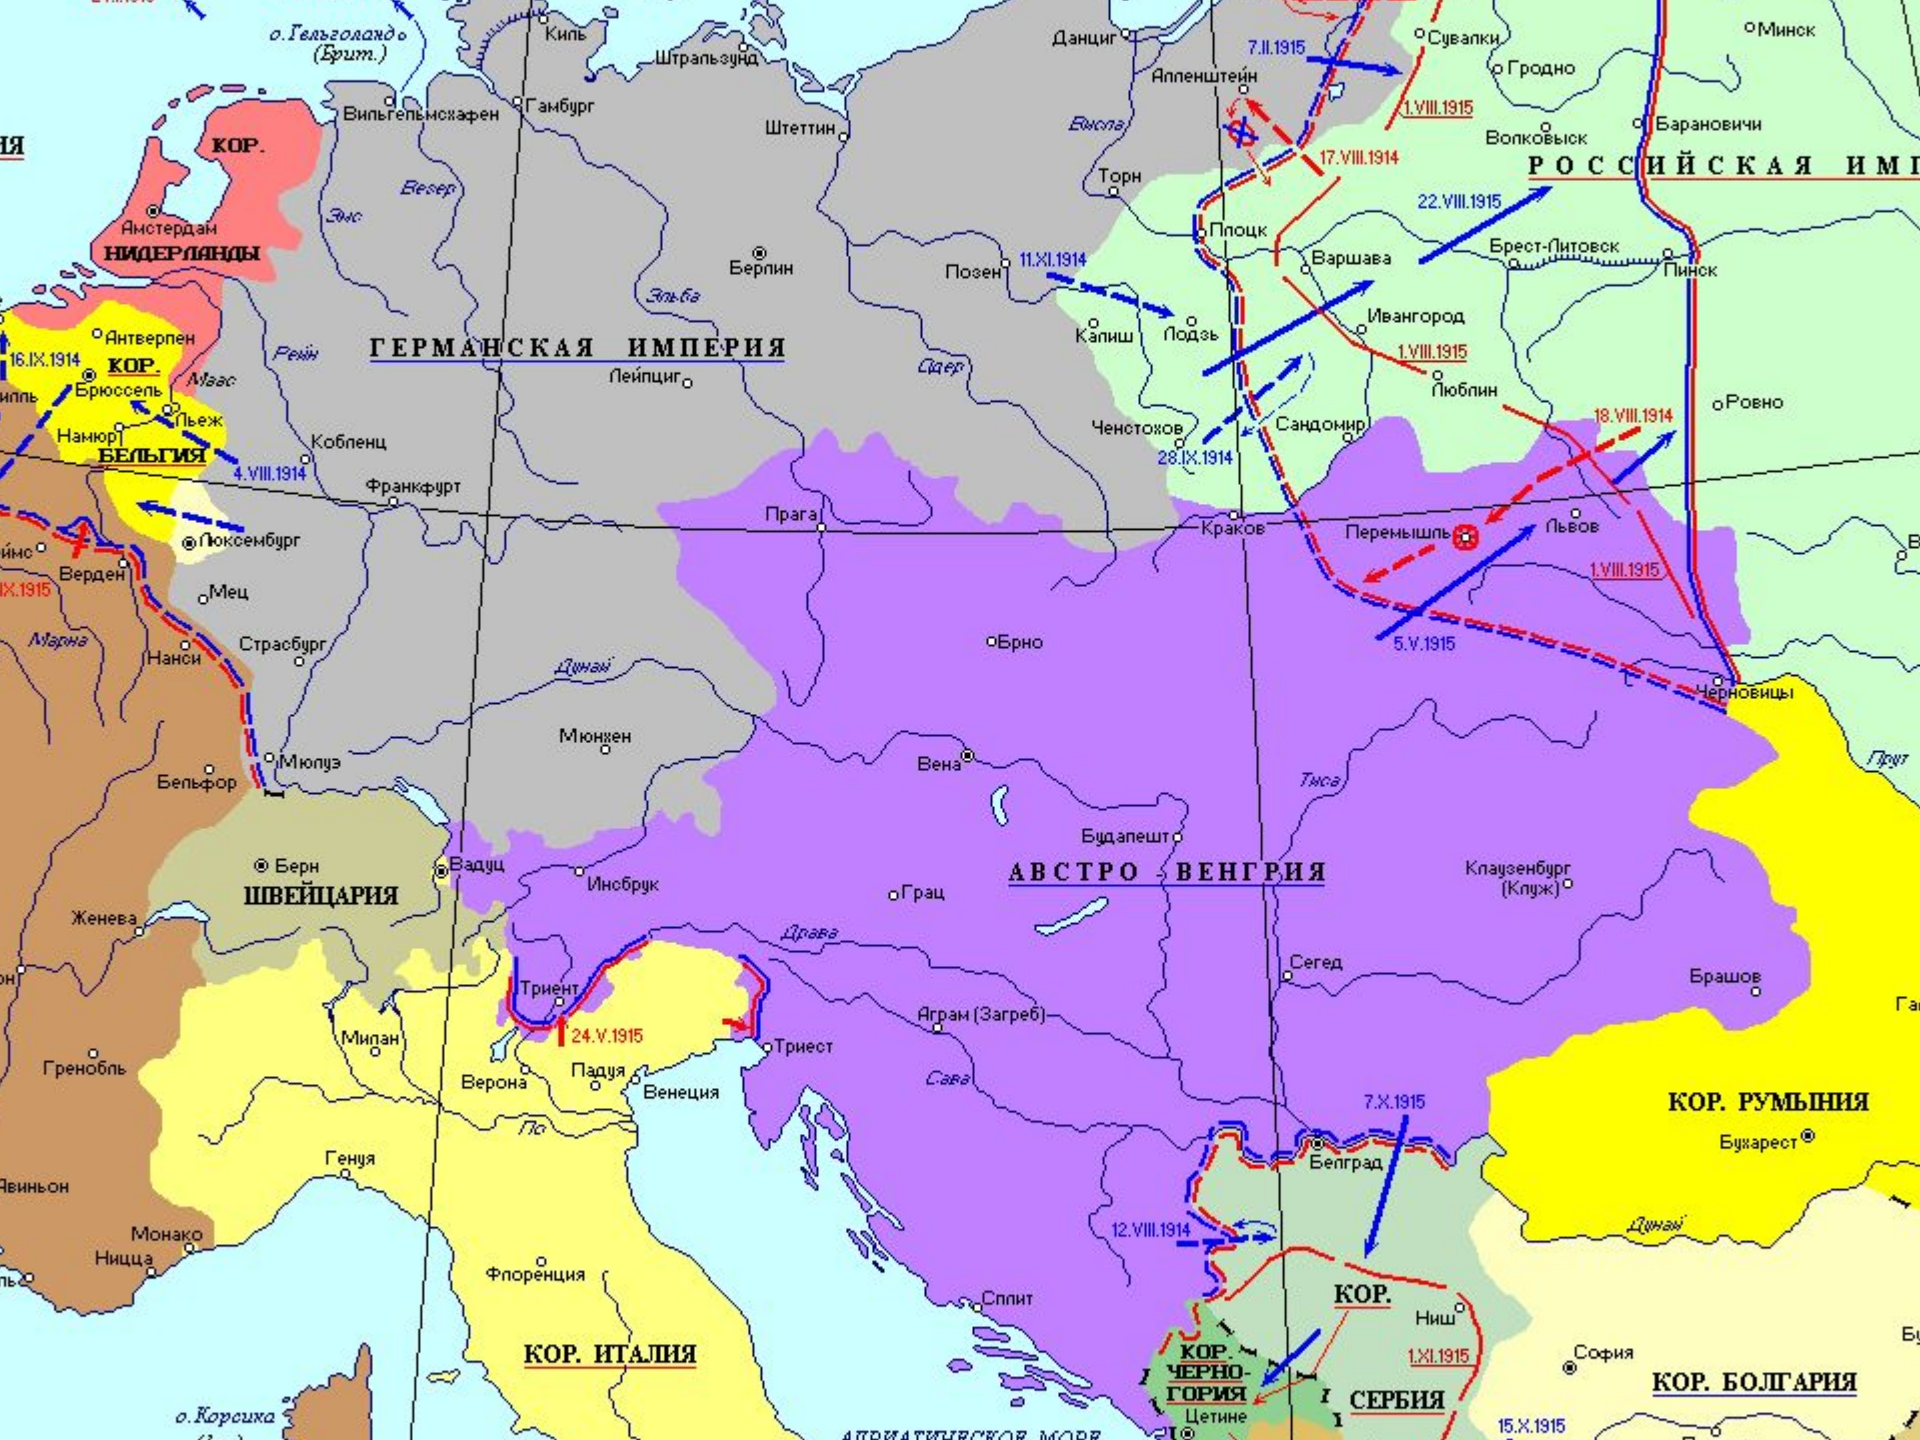 о.Гельголандь
(Брит.)
Киль
Штральзунд
Данциг
7.II.1915
Сувалки
Минск
Алленштейн
Гродно
Вильгельмсхафен
Гамбург
Штеттин
Висла
1.VIII.1915
Волковыск
Барановичи
КОР.
17.VIII.1914
РОССИЙСКАЯ
Везер
Торн
22.VIII.1915
Эмс
Амстердам
НИДЕРЛАНДЫ
Плоцк
Брест-Литовск
Берлин
Позен
11.XI.1914
Варшава
Пинск
Эльба
Антверпен
Ивангород
Калиш
Лодзь
16.IX.1914
КОР.
Рейн
ГЕРМАНСКАЯ ИМПЕРИЯ
1.VIII.1915
Брюссель
Маас
Лейпциг
Одер
Люблин
Ровно
Льеж
Намюр
Кобленц
Ченстохов
Сандомир
18.VIII.1914
БЕЛЬГИЯ
4.VIII.1914
28.IX.1914
Франкфурт
Прага
Краков
Перемышль
Львов
Люксембург
Верден
1.VIII.1915
Мец
Марна
Нанси
Страсбург
Брно
5.V.1915
Дунай
Черновицы
Мюнхен
Мюлуз
Вена
Тиса
Прут
Бельфор
Будапешт
Берн
Вадуц
АВСТРО - ВЕНГРИЯ
Клаузенбург
(Клуж)
ШВЕЙЦАРИЯ
Инсбрук
Грац
Женева
Драва
Сегед
Брашов
Триент
Аграм (Загреб)
Милан
24.V.1915
Триест
Гренобль
Верона
Падуя
Венеция
Сава
7.X.1915
КОР. РУМЫНИЯ
По
Бухарест
Генуя
Белград
Авиньон
Монако
12.VIII.1914
Дунай
Ницца
Флоренция
Сплит
КОР.
Ниш
КОР. ИТАЛИЯ
КОР.
ЧЕРНО-
ГОРИЯ
1.XI.1915
София
КОР. БОЛГАРИЯ
СЕРБИЯ
о.Корсика
Цетине
15.X.1915
АДРИАТИЧЕСКОЕ МОРЕ